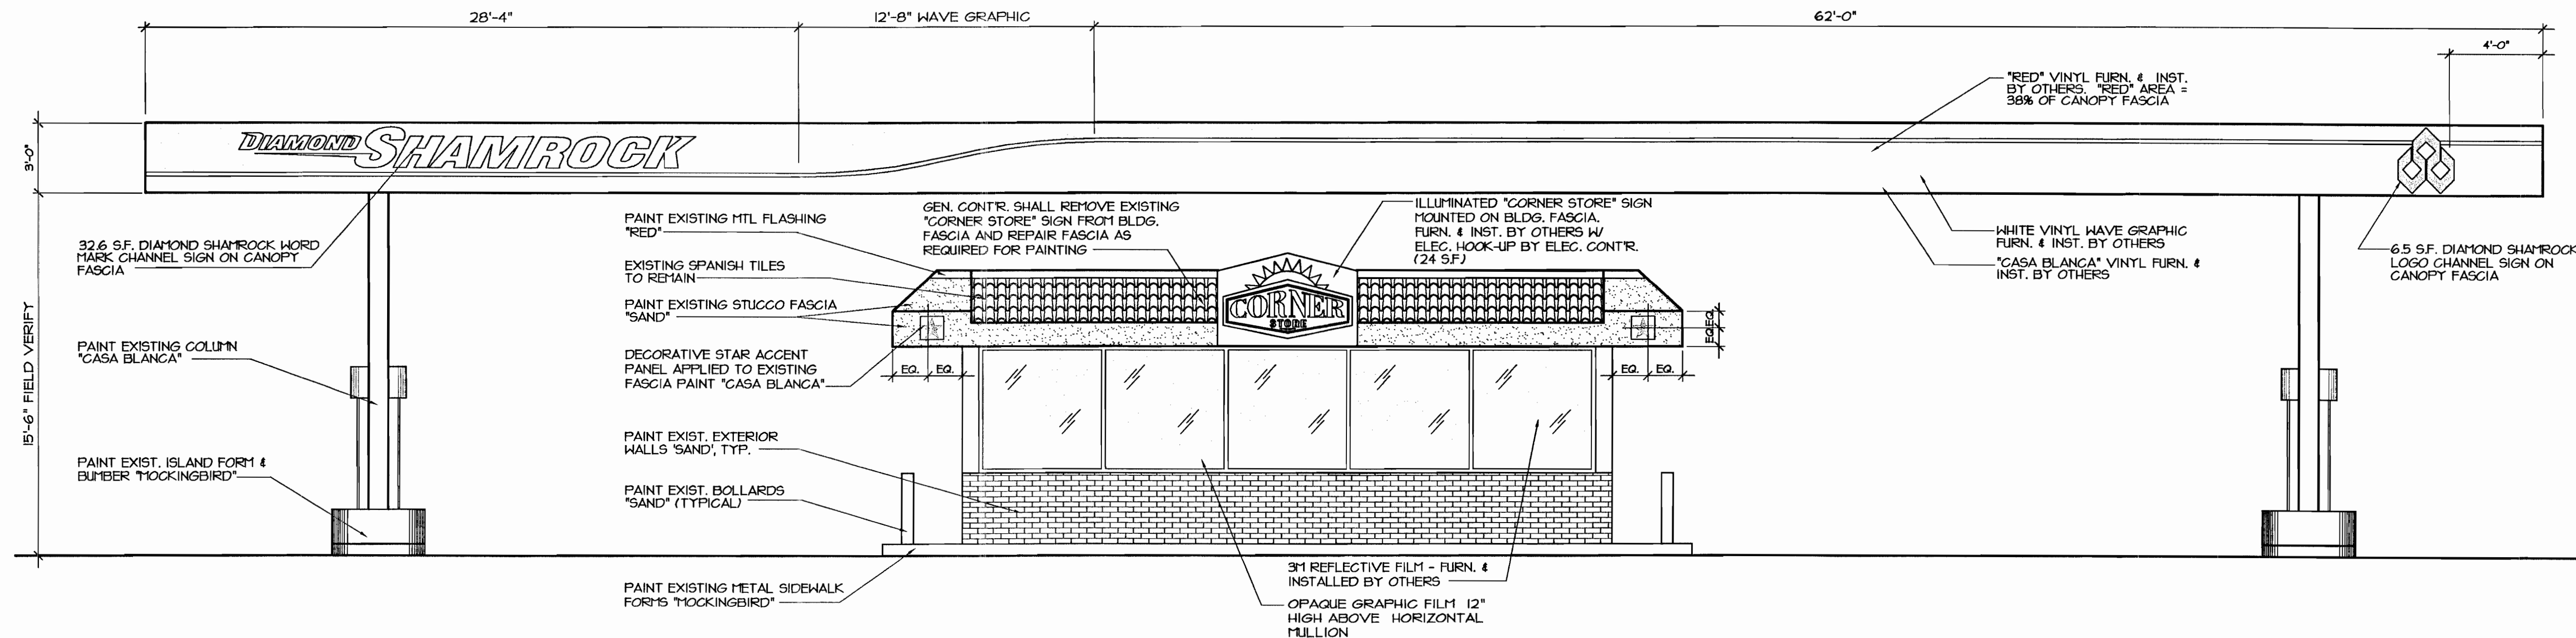 28'-4"
12'-8" WAVE GRAPHIC
62'-0"
4'-0"
"RED" VINYL FURN. & INST.
BY OTHERS. "RED" AREA =
38% OF CANOPY FASCIA
3'-0"
DIAMOND SHAMROCK
32.6 S.F. DIAMOND SHAMROCK WORD
MARK CHANNEL SIGN ON CANOPY
FASCIA
PAINT EXISTING MTL FLASHING
"RED"
GEN. CONT'R. SHALL REMOVE EXISTING
"CORNER STORE" SIGN FROM BLDG.
FASCIA AND REPAIR FASCIA AS
REQUIRED FOR PAINTING
ILLUMINATED "CORNER STORE" SIGN
MOUNTED ON BLDG. FASCIA.
FURN. & INST. BY OTHERS W/
ELEC. HOOK-UP BY ELEC. CONT'R.
(24 S.F.)
WHITE VINYL WAVE GRAPHIC
FURN. & INST. BY OTHERS
"CASA BLANCA" VINYL FURN. &
INST. BY OTHERS
6.5 S.F. DIAMOND SHAMROCK
LOGO CHANNEL SIGN ON
CANOPY FASCIA
EXISTING SPANISH TILES
TO REMAIN
PAINT EXISTING STUCCO FASCIA
"SAND"
CORNER
STORE
EQ.
EQ.
15'-6" FIELD VERIFY
PAINT EXISTING COLUMN
"CASA BLANCA"
DECORATIVE STAR ACCENT
PANEL APPLIED TO EXISTING
FASCIA PAINT "CASA BLANCA"
EQ. EQ.
EQ. EQ.
PAINT EXIST. EXTERIOR
WALLS 'SAND', TYP.
PAINT EXIST. ISLAND FORM &
BUMBER "MOCKINGBIRD"
PAINT EXIST. BOLLARDS
"SAND" (TYPICAL)
PAINT EXISTING METAL SIDEWALK
FORMS "MOCKINGBIRD"
3M REFLECTIVE FILM - FURN. &
INSTALLED BY OTHERS
OPAQUE GRAPHIC FILM 12"
HIGH ABOVE HORIZONTAL
MULLION